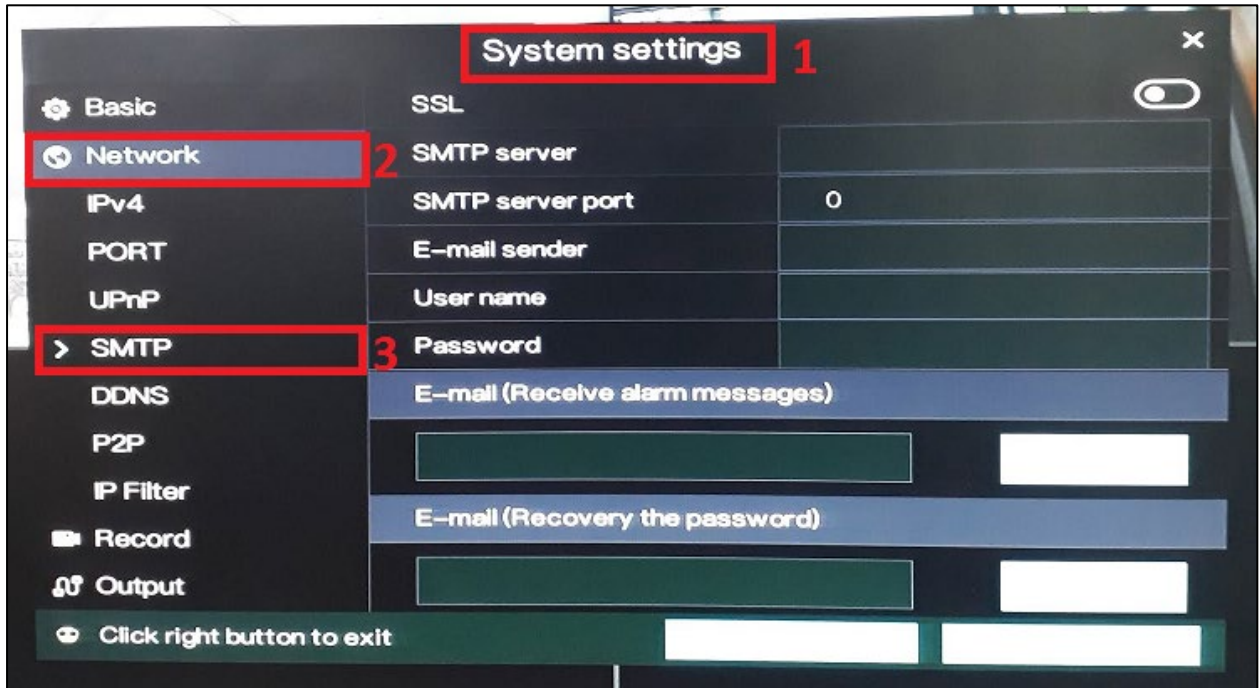 System settings 1
×
Basic
SSL
Network 2
SMTP server
IPv4
SMTP server port 0
PORT
E-mail sender
UPnP
User name
> SMTP 3
Password
DDNS
E-mail (Receive alarm messages)
P2P
IP Filter
E-mail (Recovery the password)
Record
Output
Click right button to exit